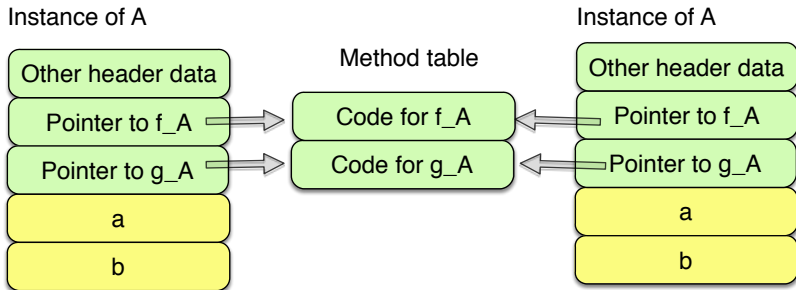 Instance of A
Other header data
Pointer to f_A
Pointer to g_A
a
b
Method table
Code for f_A
Code for g_A
Instance of A
Other header data
Pointer to f_A
Pointer to g_A
a
b